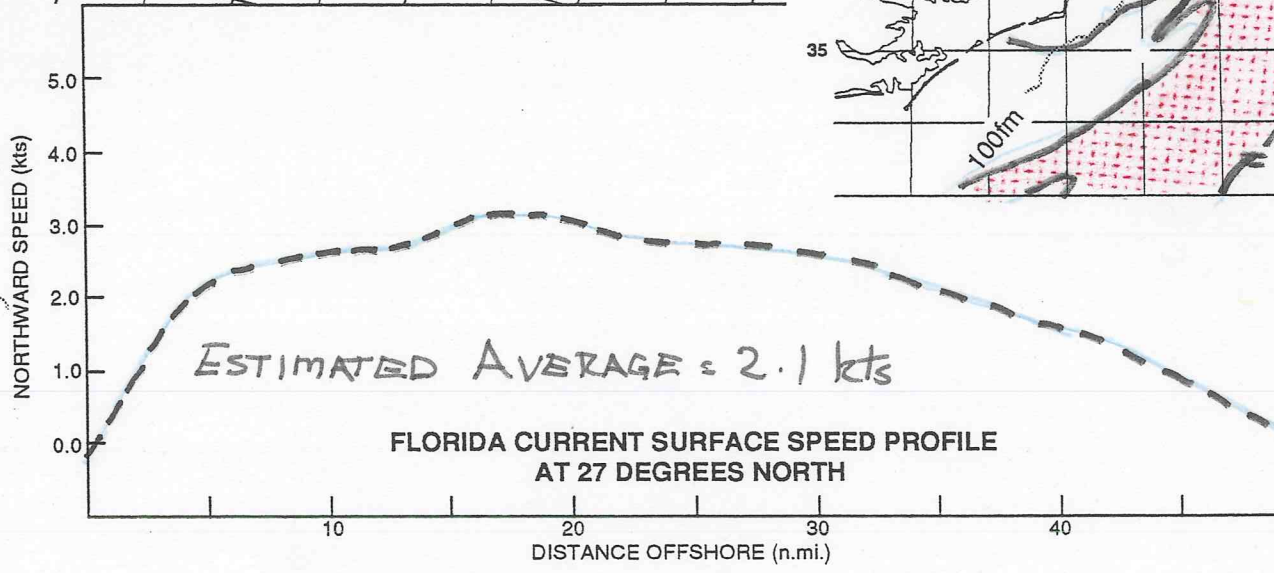 35
100fm
NORTHWARD SPEED (kts)
5.0
4.0
3.0
2.0
1.0
0.0
ESTIMATED AVERAGE = 2.1 kts
FLORIDA CURRENT SURFACE SPEED PROFILE
AT 27 DEGREES NORTH
10 20 30 40
DISTANCE OFFSHORE (n.mi.)